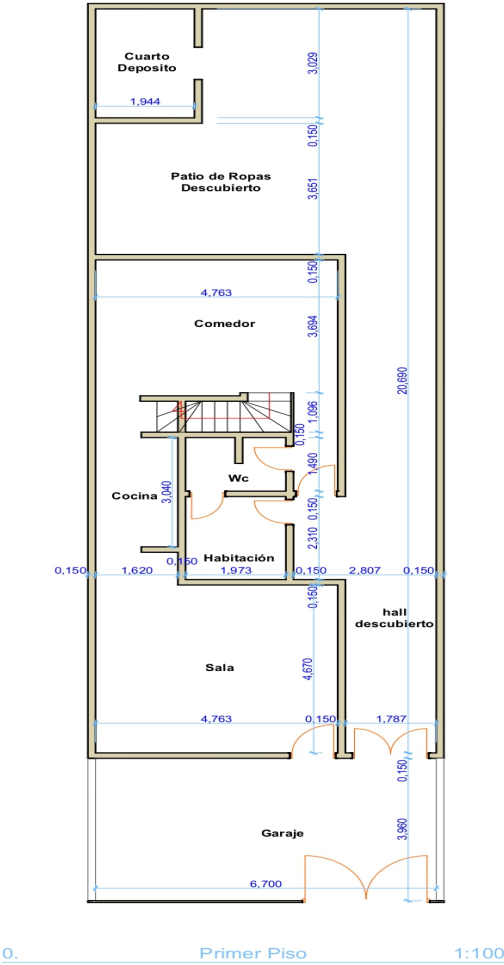 Cuarto
Deposito
3,029
1,944
0,150
Patio de Ropas
Descubierto
3,651
0,150
4,763
Comedor
3,694
20,690
1,096
0,150
1,490
Wc
Cocina
3,040
0,150
2,310
Habitación
0,150
0,150
1,620
1,973
0,150
2,807
0,150
0,150
hall
descubierto
Sala
4,670
4,763
0,150
1,787
0,150
Garaje
3,960
6,700
0.
Primer Piso
1:100